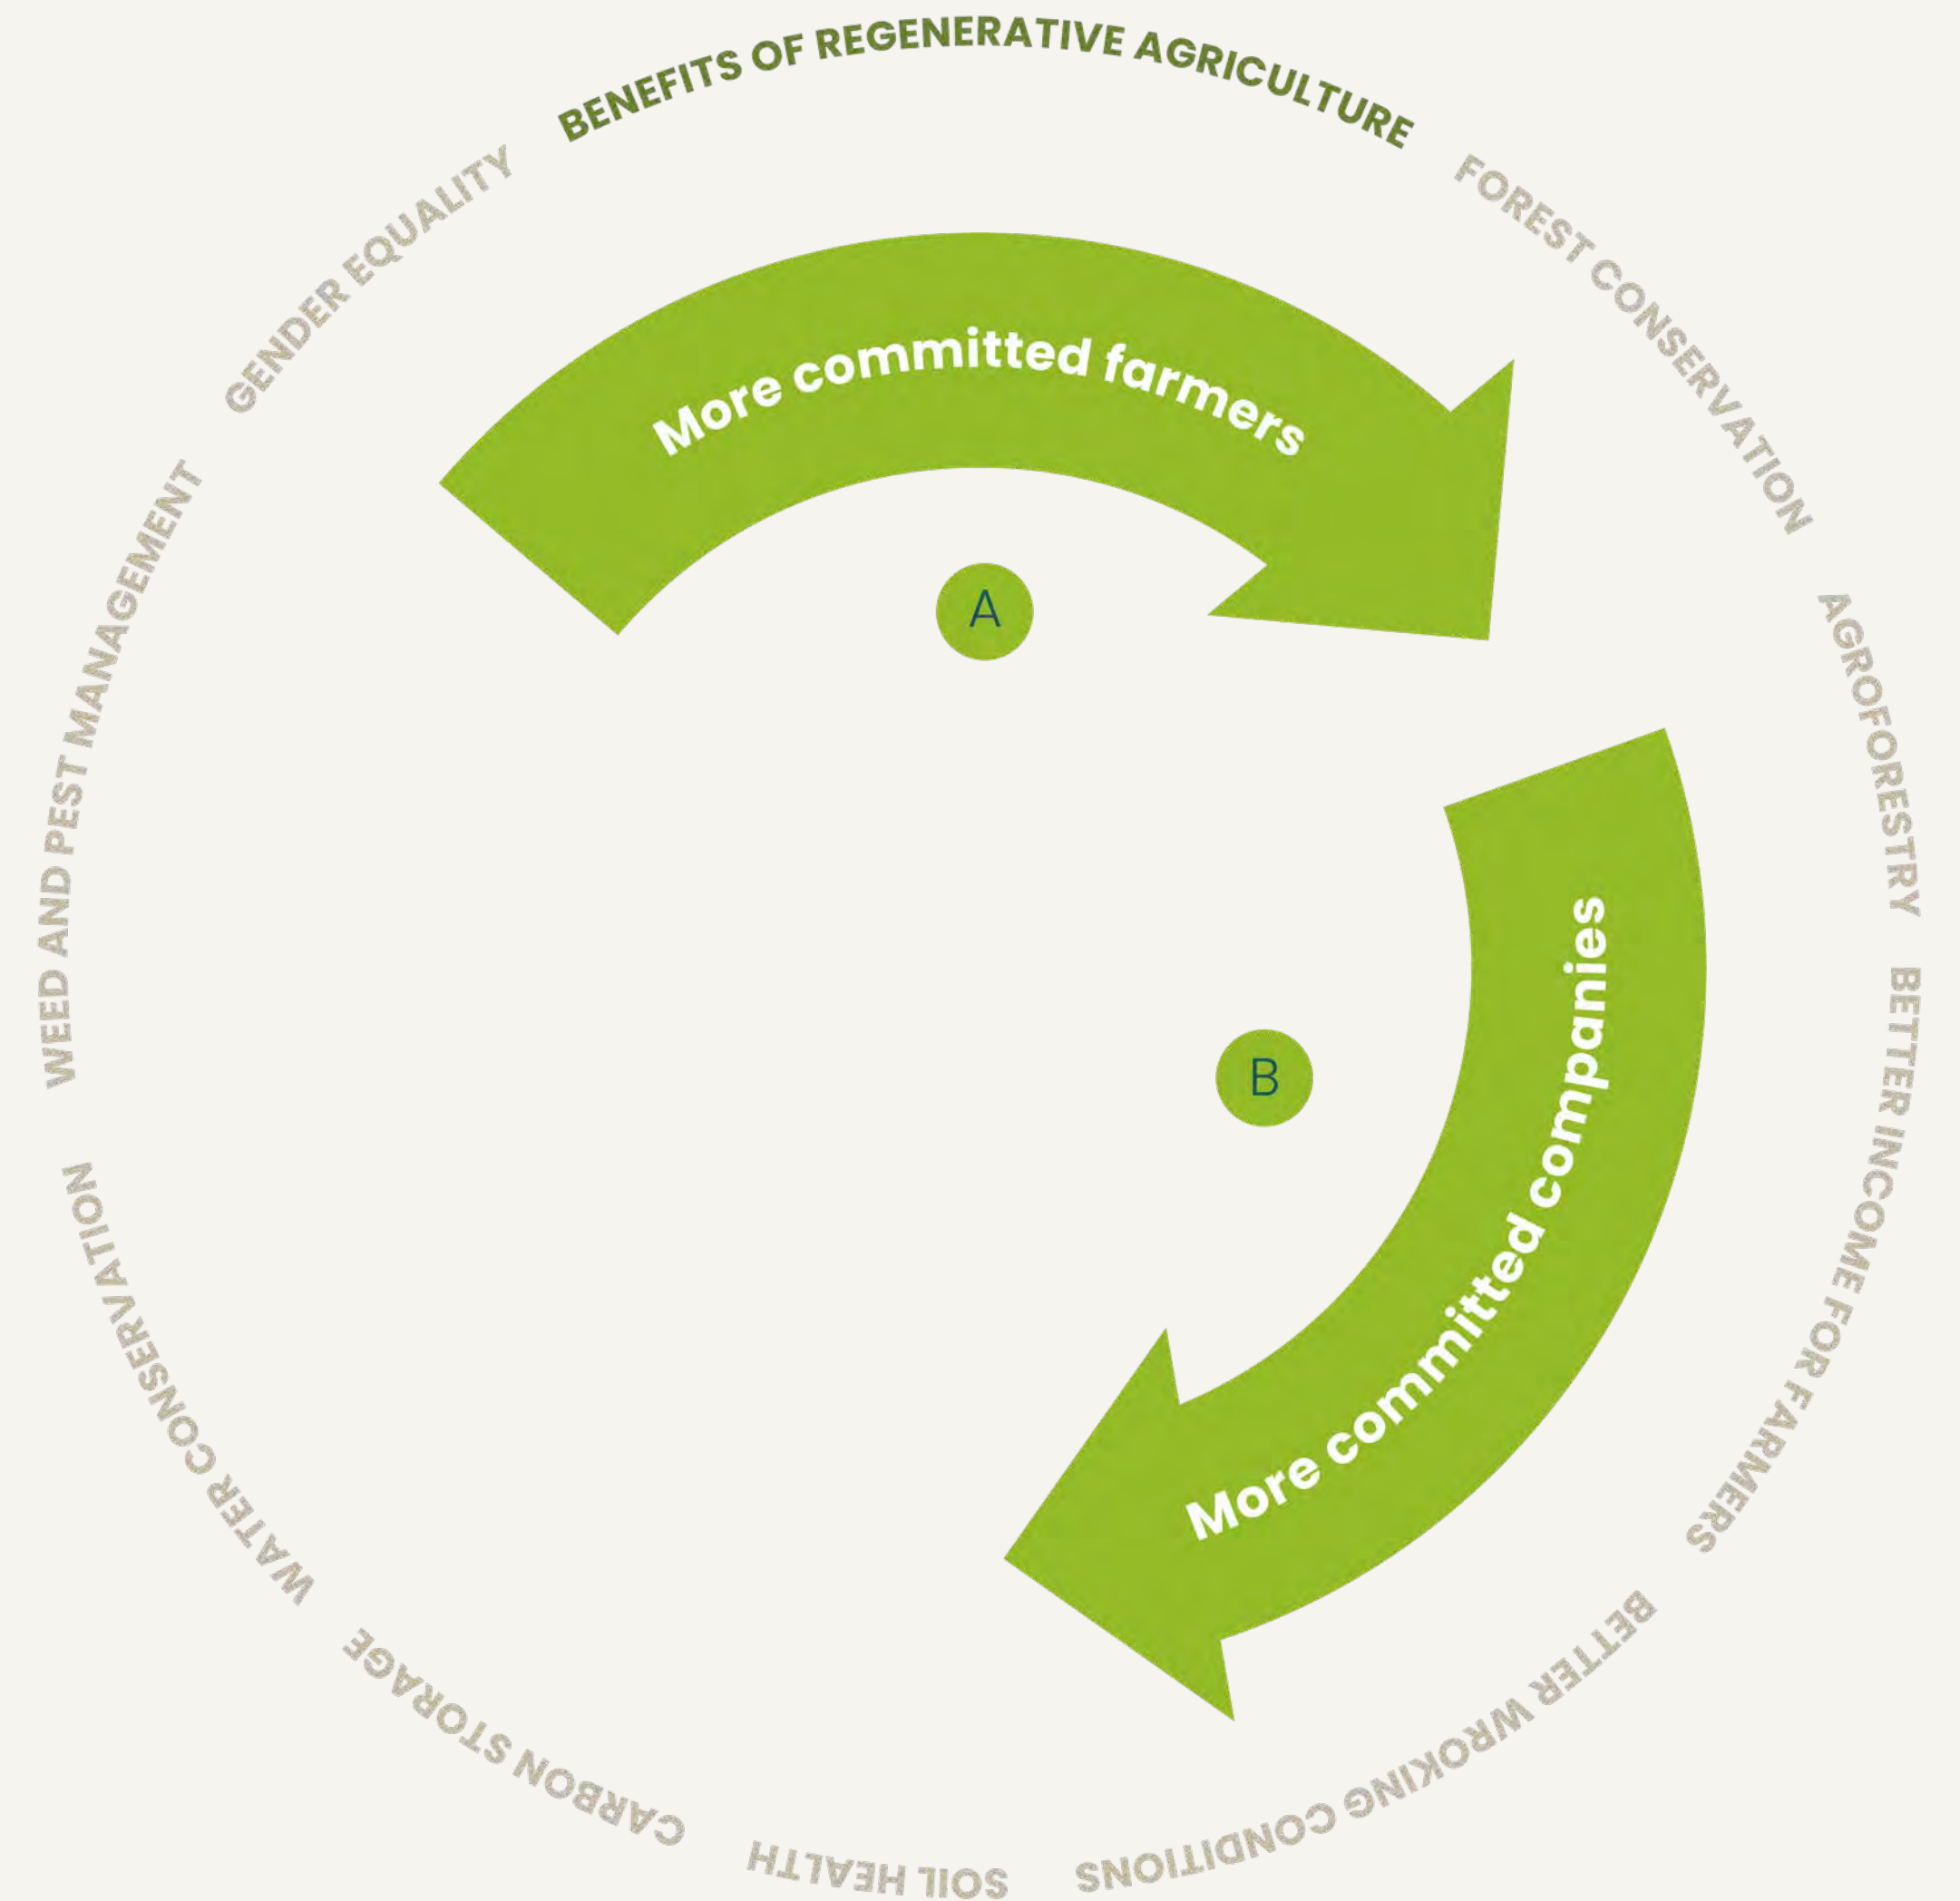 BENEFITS OF REGENERATIVE AGRICULTURE
FOREST CONSERVATION
AGROFORESTRY
BETTER INCOME FOR FARMERS
BETTER WROKING CONDITIONS
SOIL HEALTH
CARBON STORAGE
WATER CONSERVATION
WEED AND PEST MANAGEMENT
GENDER EQUALITY
More committed farmers
A
More committed companies
B